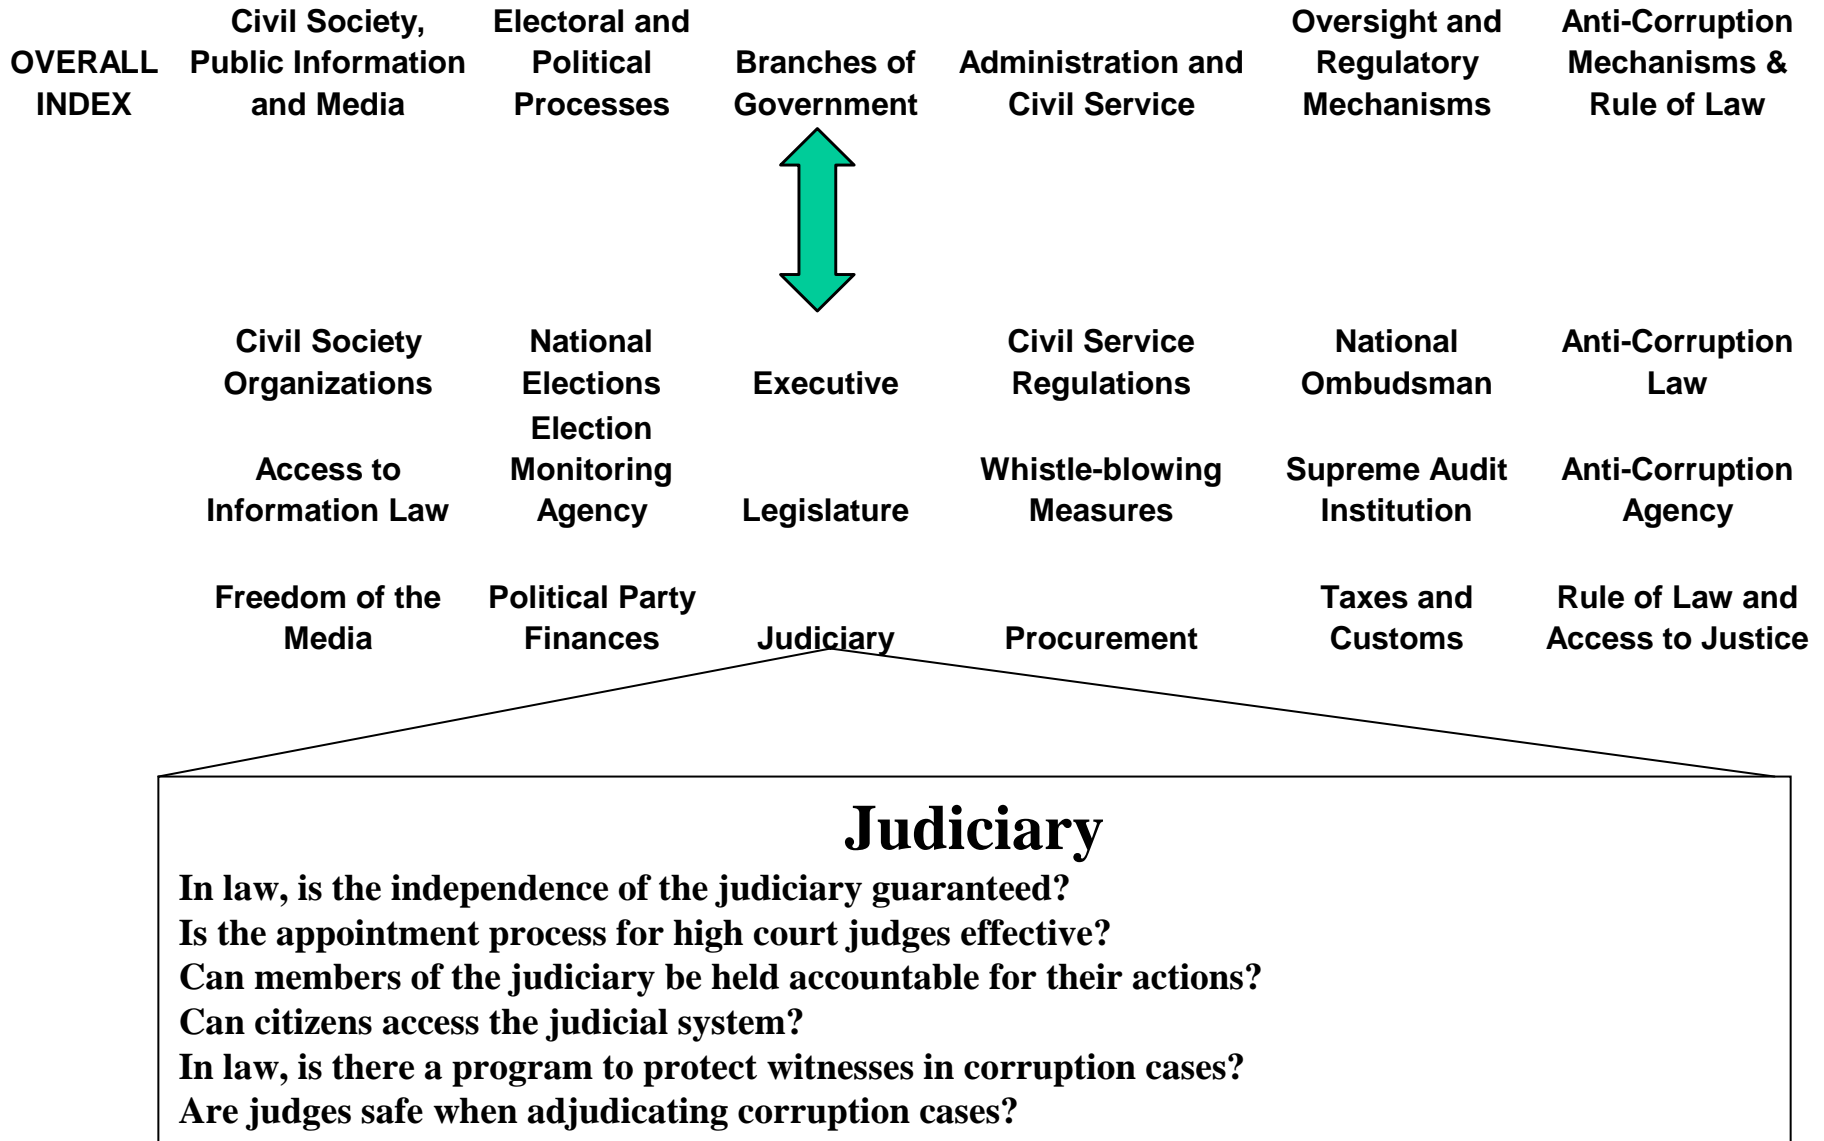 OVERALL
INDEX
Civil Society,
Public Information
and Media
Electoral and
Political
Processes
Branches of
Government
Administration and
Civil Service
Oversight and
Regulatory
Mechanisms
Anti-Corruption
Mechanisms &
Rule of Law
Civil Society
Organizations
National
Elections
Executive
Civil Service
Regulations
National
Ombudsman
Anti-Corruption
Law
Access to
Information Law
Election
Monitoring
Agency
Legislature
Whistle-blowing
Measures
Supreme Audit
Institution
Anti-Corruption
Agency
Freedom of the
Media
Political Party
Finances
Judiciary
Procurement
Taxes and
Customs
Rule of Law and
Access to Justice
Judiciary
In law, is the independence of the judiciary guaranteed?
Is the appointment process for high court judges effective?
Can members of the judiciary be held accountable for their actions?
Can citizens access the judicial system?
In law, is there a program to protect witnesses in corruption cases?
Are judges safe when adjudicating corruption cases?